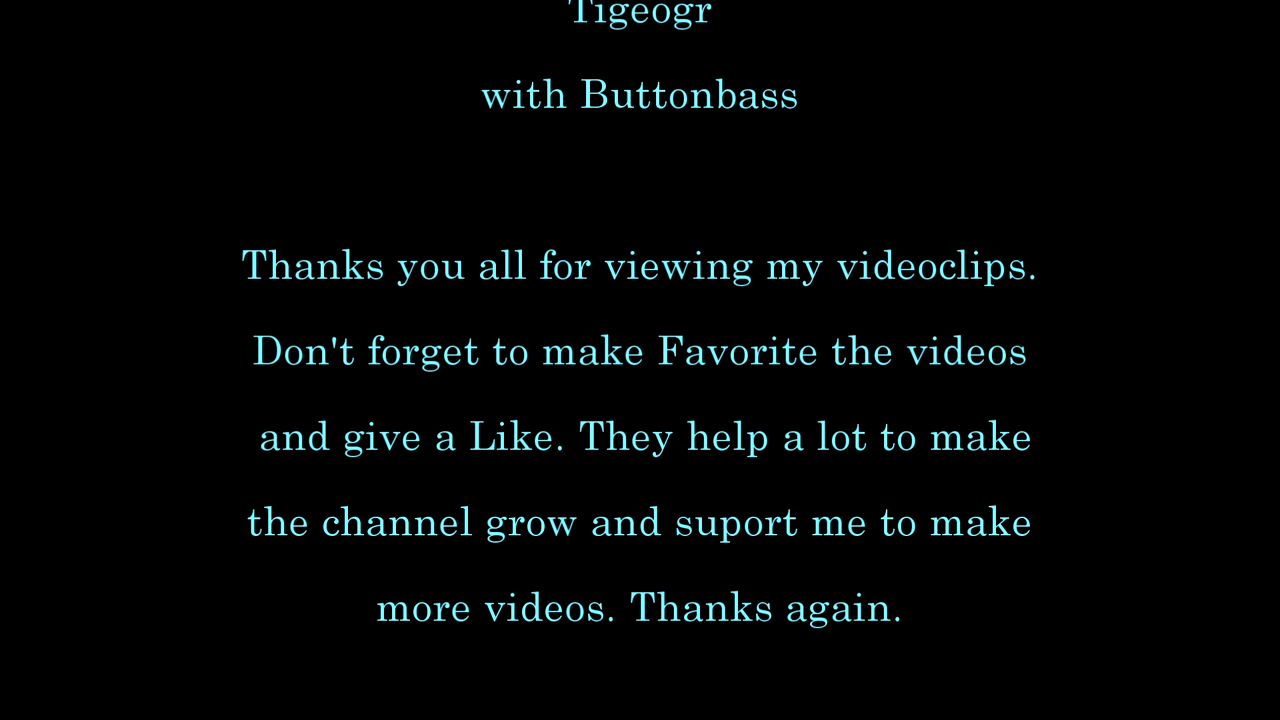 Tigeogr
with Buttonbass
Thanks you all for viewing my videoclips.
Don't forget to make Favorite the videos
and give a Like. They help a lot to make
the channel grow and suport me to make
more videos. Thanks again.